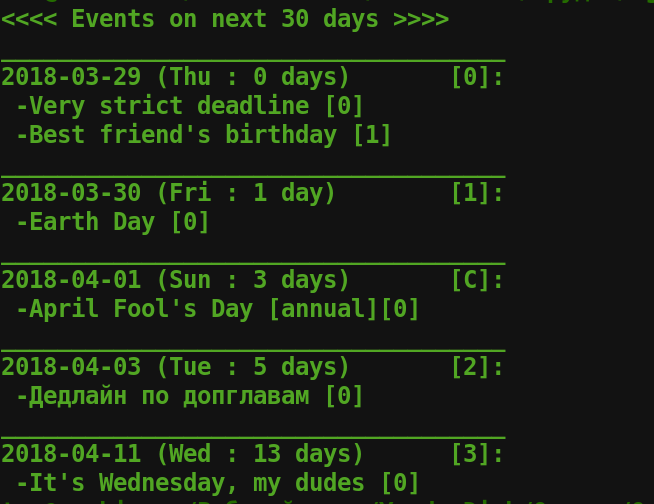 <<<< Events on next 30 days >>>>
2018-03-29 (Thu : 0 days) [0]:
-Very strict deadline [0]
-Best friend's birthday [1]
2018-03-30 (Fri : 1 day) [1]:
-Earth Day [0]
2018-04-01 (Sun : 3 days) [C]:
-April Fool's Day [annual][0]
2018-04-03 (Tue : 5 days) [2]:
-Дедлайн по допглавам [0]
2018-04-11 (Wed : 13 days) [3]:
-It's Wednesday, my dudes [0]